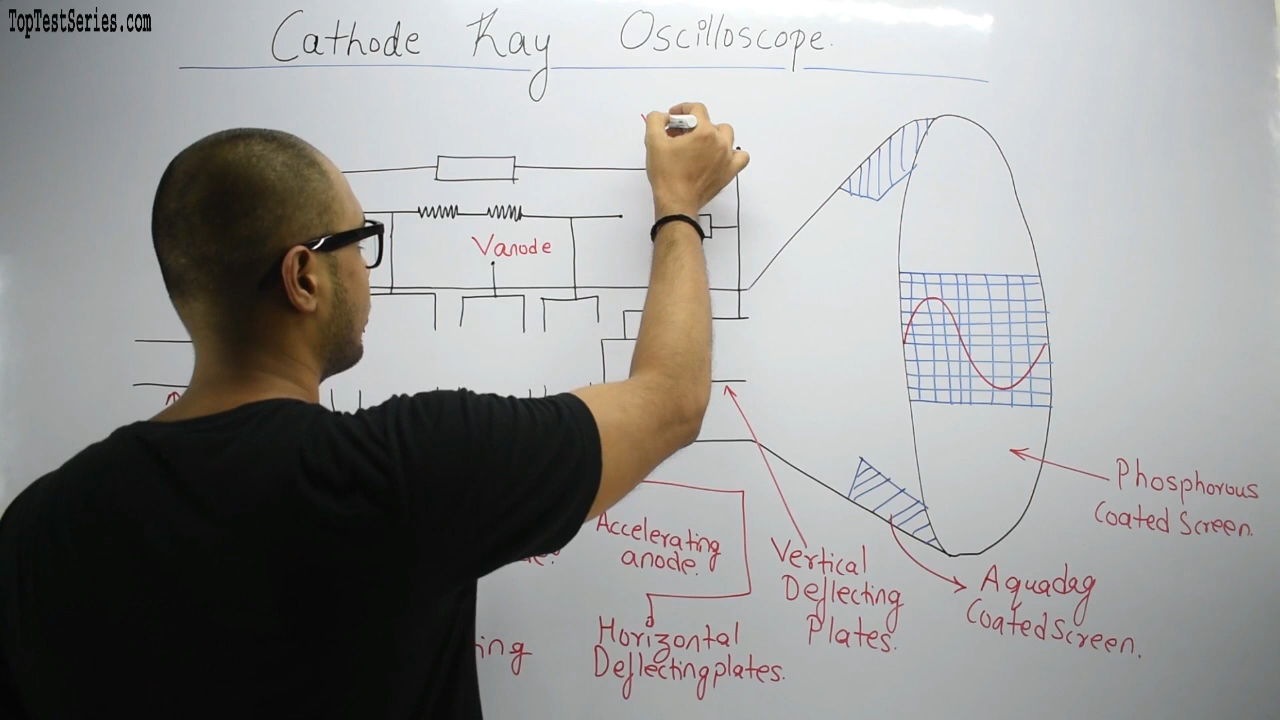 TopTestSeries.com
Cathode Ray Oscilloscope.
Vanode
Phosphorous
Coated Screen.
Accelerating
anode.
Vertical
Deflecting
Plates.
Aquadag
Coated Screen.
Horizontal
Deflecting plates.